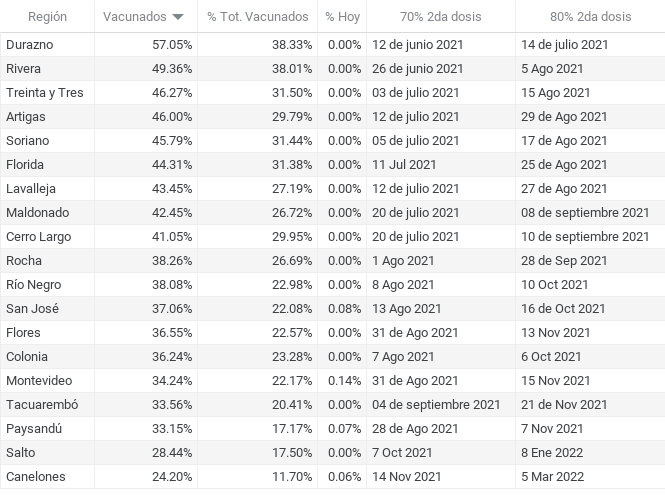 Región Vacunados % Tot. Vacunados % Hoy 70% 2da dosis 80% 2da dosis
Durazno 57.05% 38.33% 0.00% 12 de junio 2021 14 de julio 2021
Rivera 49.36% 38.01% 0.00% 26 de junio 2021 5 Ago 2021
Treinta y Tres 46.27% 31.50% 0.00% 03 de julio 2021 15 Ago 2021
Artigas 46.00% 29.79% 0.00% 12 de julio 2021 29 de Ago 2021
Soriano 45.79% 31.44% 0.00% 05 de julio 2021 17 de Ago 2021
Florida 44.31% 31.38% 0.00% 11 Jul 2021 25 de Ago 2021
Lavalleja 43.45% 27.19% 0.00% 12 de julio 2021 27 de Ago 2021
Maldonado 42.45% 26.72% 0.00% 20 de julio 2021 08 de septiembre 2021
Cerro Largo 41.05% 29.95% 0.00% 20 de julio 2021 10 de septiembre 2021
Rocha 38.26% 26.69% 0.00% 1 Ago 2021 28 de Sep 2021
Río Negro 38.08% 22.98% 0.00% 8 Ago 2021 10 Oct 2021
San José 37.06% 22.08% 0.08% 13 Ago 2021 16 de Oct 2021
Flores 36.55% 22.57% 0.00% 31 de Ago 2021 13 Nov 2021
Colonia 36.24% 23.28% 0.00% 7 Ago 2021 6 Oct 2021
Montevideo 34.24% 22.17% 0.14% 31 de Ago 2021 15 Nov 2021
Tacuarembó 33.56% 20.41% 0.00% 04 de septiembre 2021 21 de Nov 2021
Paysandú 33.15% 17.17% 0.07% 28 de Ago 2021 7 Nov 2021
Salto 28.44% 17.50% 0.00% 7 Oct 2021 8 Ene 2022
Canelones 24.20% 11.70% 0.06% 14 Nov 2021 5 Mar 2022